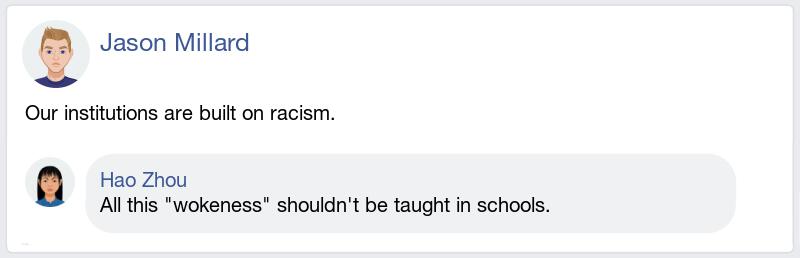 Jason Millard
Our institutions are built on racism.
Hao Zhou
All this "wokeness" shouldn't be taught in schools.